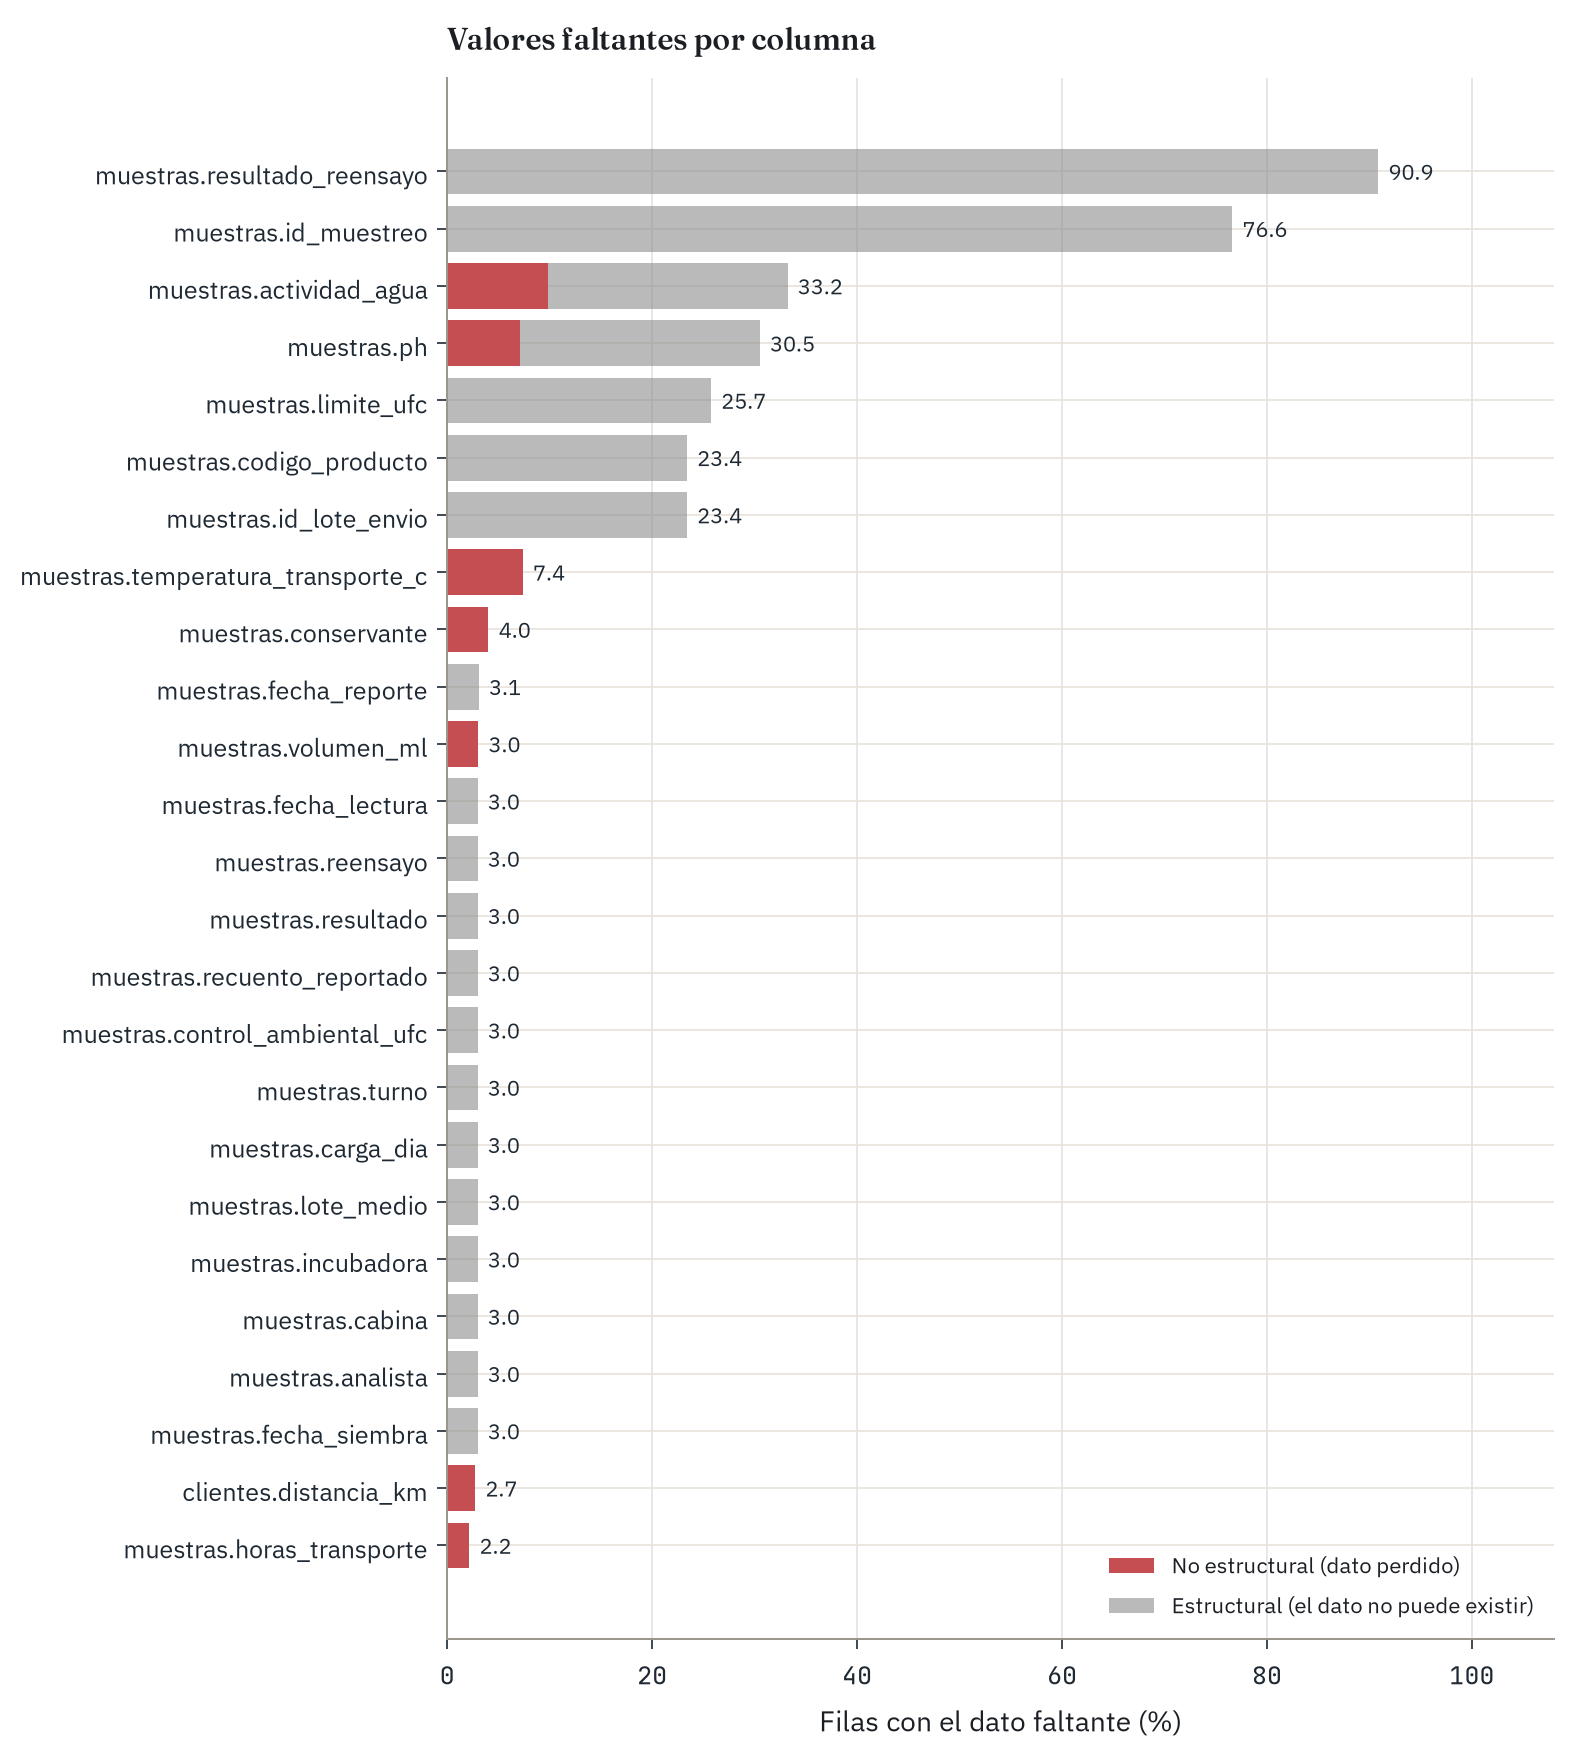 Valores faltantes por columna
muestras.resultado_reensayo 90.9
muestras.id_muestreo 76.6
muestras.actividad_agua 33.2
muestras.ph 30.5
muestras.limite_ufc 25.7
muestras.codigo_producto 23.4
muestras.id_lote_envio 23.4
muestras.temperatura_transporte_c 7.4
muestras.conservante 4.0
muestras.fecha_reporte 3.1
muestras.volumen_ml 3.0
muestras.fecha_lectura 3.0
muestras.reensayo 3.0
muestras.resultado 3.0
muestras.recuento_reportado 3.0
muestras.control_ambiental_ufc 3.0
muestras.turno 3.0
muestras.carga_dia 3.0
muestras.lote_medio 3.0
muestras.incubadora 3.0
muestras.cabina 3.0
muestras.analista 3.0
muestras.fecha_siembra 3.0
clientes.distancia_km 2.7
muestras.horas_transporte 2.2
No estructural (dato perdido)
Estructural (el dato no puede existir)
0 20 40 60 80 100
Filas con el dato faltante (%)